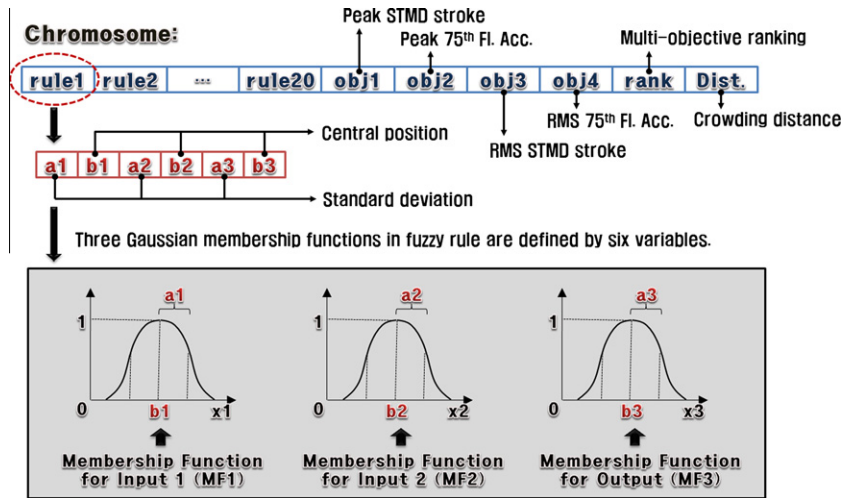 Peak STMD stroke
Peak 75th Fl. Acc.
Chromosome:
Multi-objective ranking
rule1 rule2 ... rule20 obj1 obj2 obj3 obj4 rank Dist.
RMS 75th Fl. Acc.
Crowding distance
Central position
RMS STMD stroke
a1 b1 a2 b2 a3 b3
Standard deviation
Three Gaussian membership functions in fuzzy rule are defined by six variables.
a1 a2 a3
1 1 1
0 b1 x1 0 b2 x2 0 b3 x3
Membership Function
for Input 1 (MF1)
Membership Function
for Input 2 (MF2)
Membership Function
for Output (MF3)